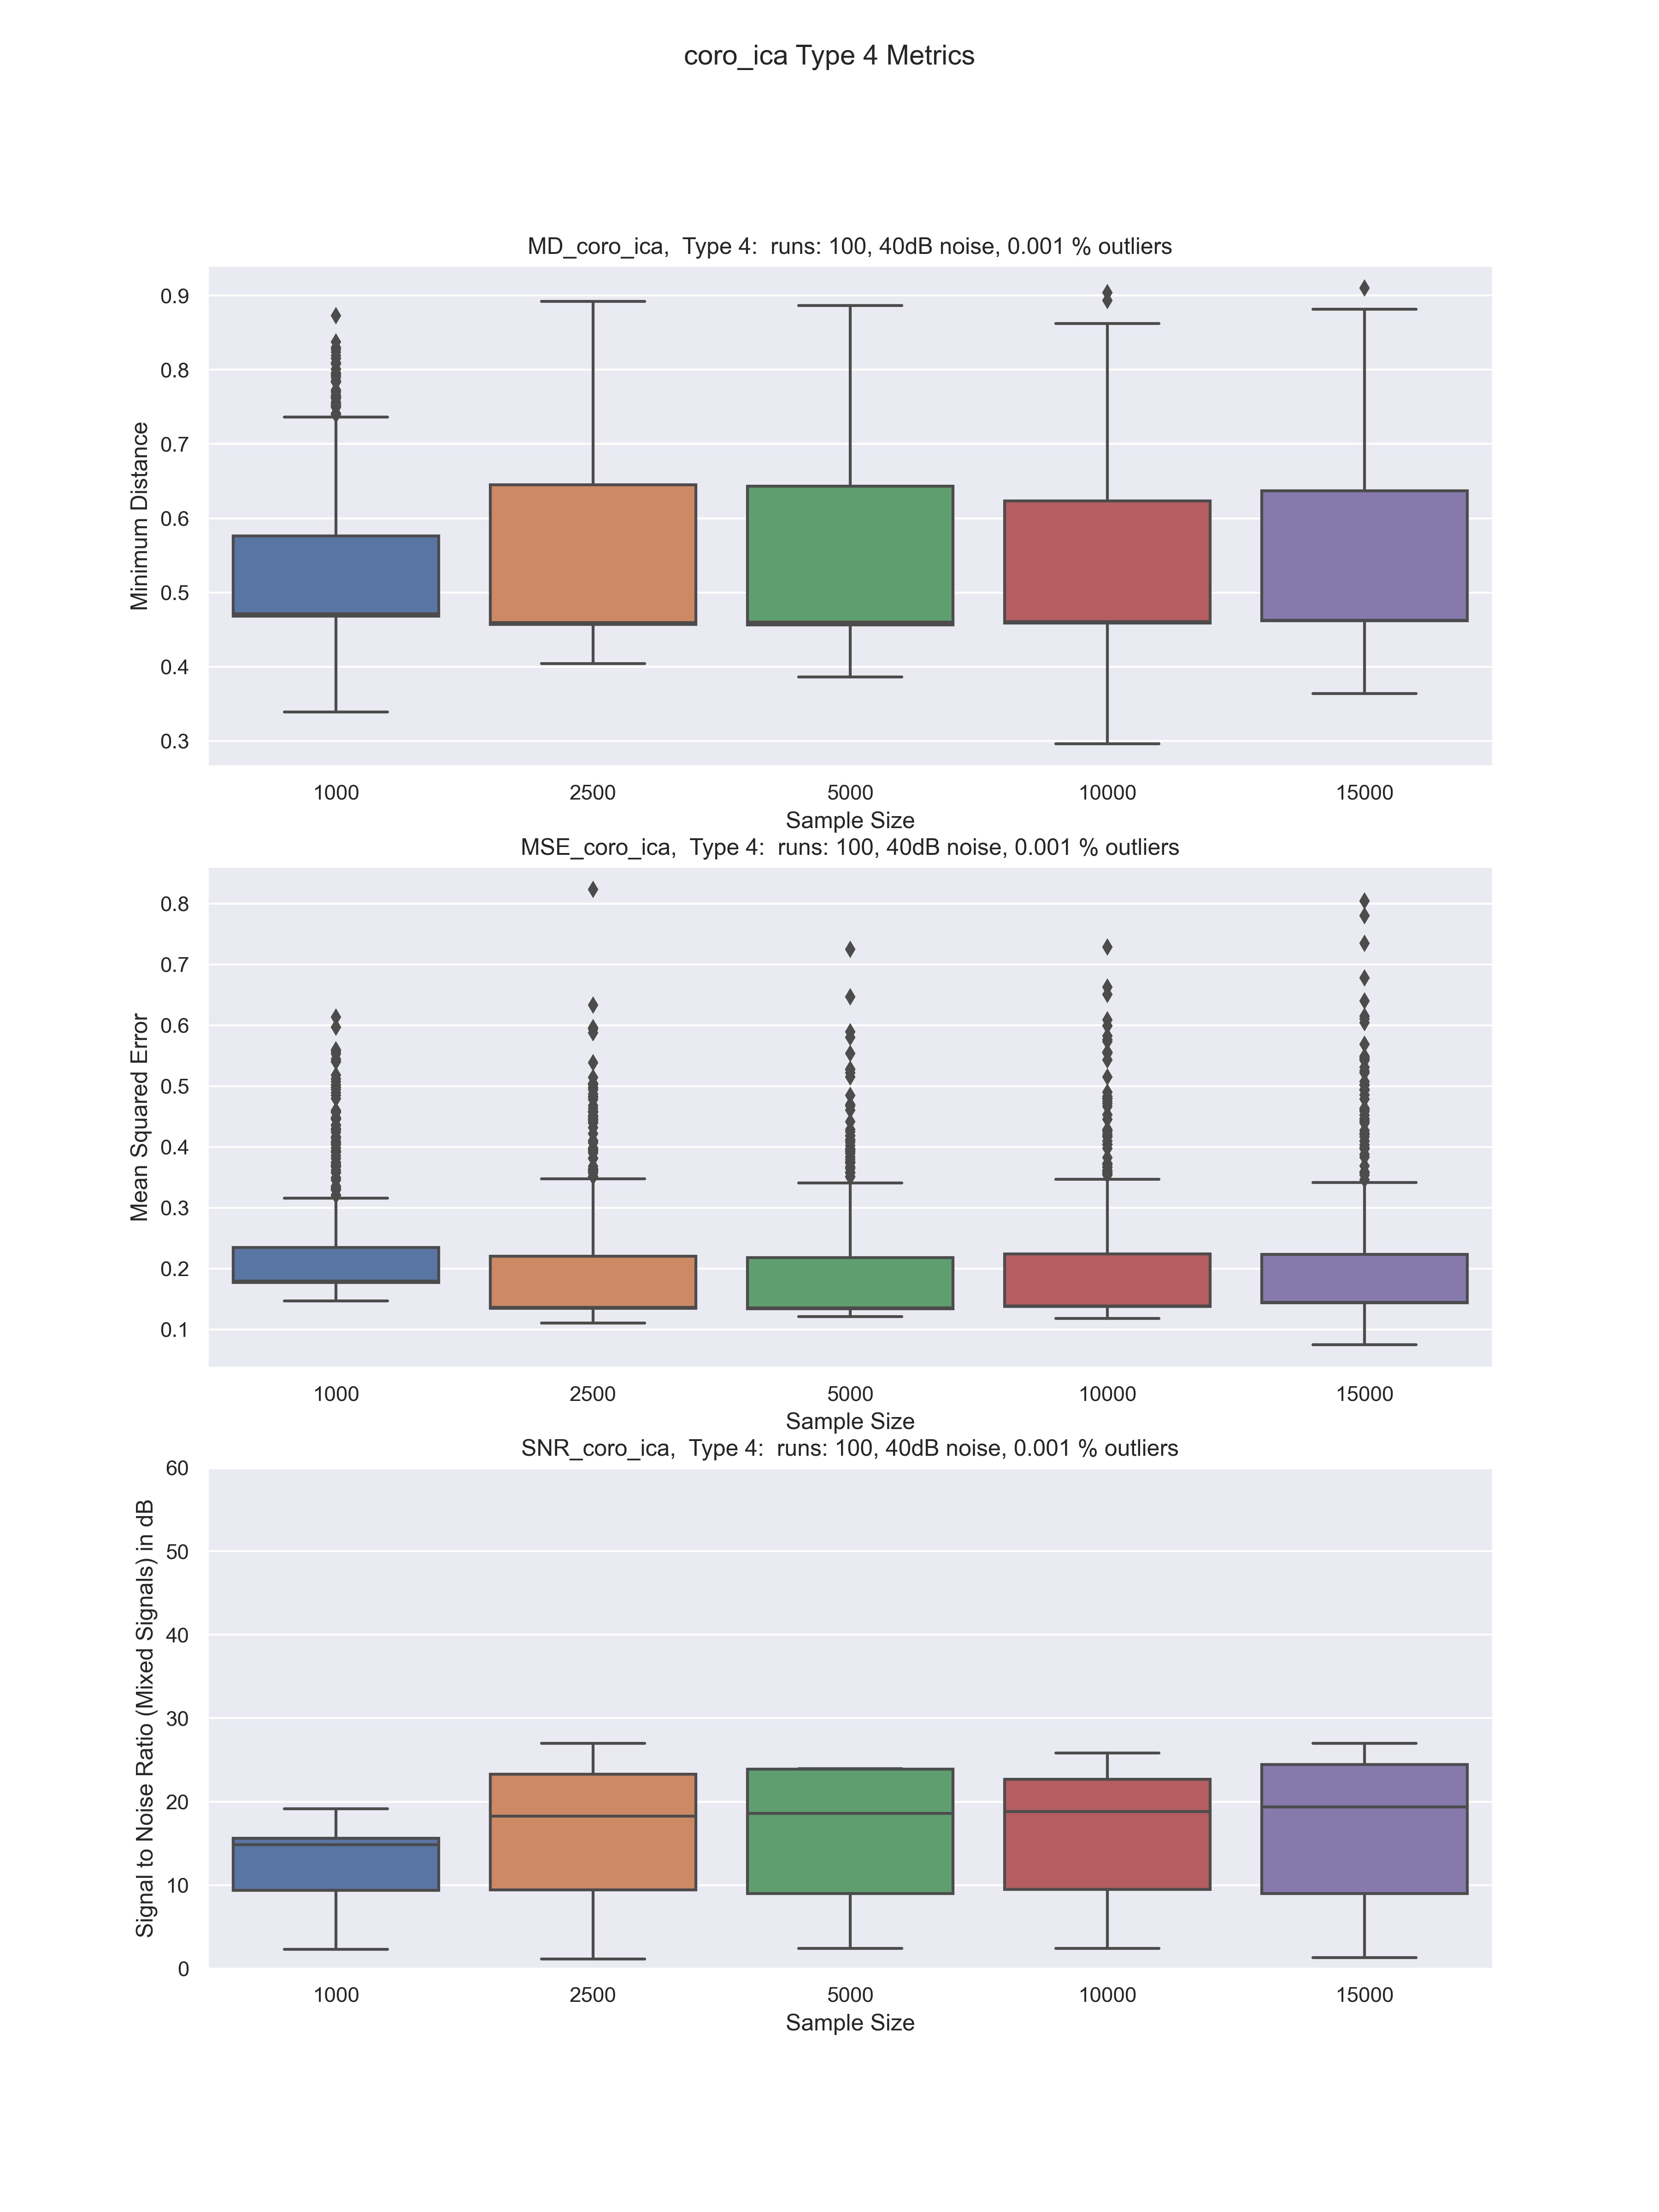 coro_ica Type 4 Metrics
MD_coro_ica,  Type 4:  runs: 100, 40dB noise, 0.001 % outliers
0.9
0.8
0.7
0.6
0.5
0.4
0.3
Minimum Distance
1000 2500 5000 10000 15000
Sample Size
MSE_coro_ica,  Type 4:  runs: 100, 40dB noise, 0.001 % outliers
0.8
0.7
0.6
0.5
0.4
0.3
0.2
0.1
Mean Squared Error
1000 2500 5000 10000 15000
Sample Size
SNR_coro_ica,  Type 4:  runs: 100, 40dB noise, 0.001 % outliers
60
50
40
30
20
10
0
Signal to Noise Ratio (Mixed Signals) in dB
1000 2500 5000 10000 15000
Sample Size